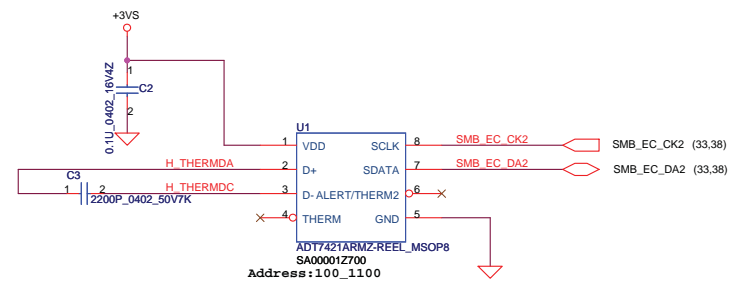 +3VS
1
C2
2
0.1U_0402_16V4Z
U1
1 VDD SCLK 8 SMB_EC_CK2 SMB_EC_CK2 (33,38)
H_THERMDA 2 D+ SDATA 7 SMB_EC_DA2 SMB_EC_DA2 (33,38)
C3
1 2 H_THERMDC 3 D- ALERT/THERM2 6
2200P_0402_50V7K
4 THERM GND 5
ADT7421ARMZ-REEL_MSOP8
SA00001Z700
Address:100_1100